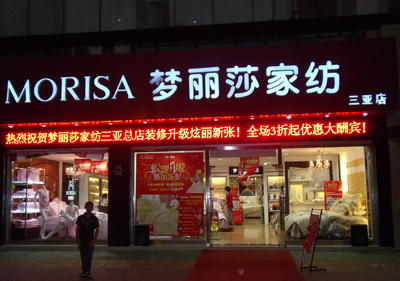 MORISA 梦丽莎家纺
三亚店
热烈祝贺梦丽莎家纺三亚总店装修升级炫丽新张！全场3折起优惠大酬宾！